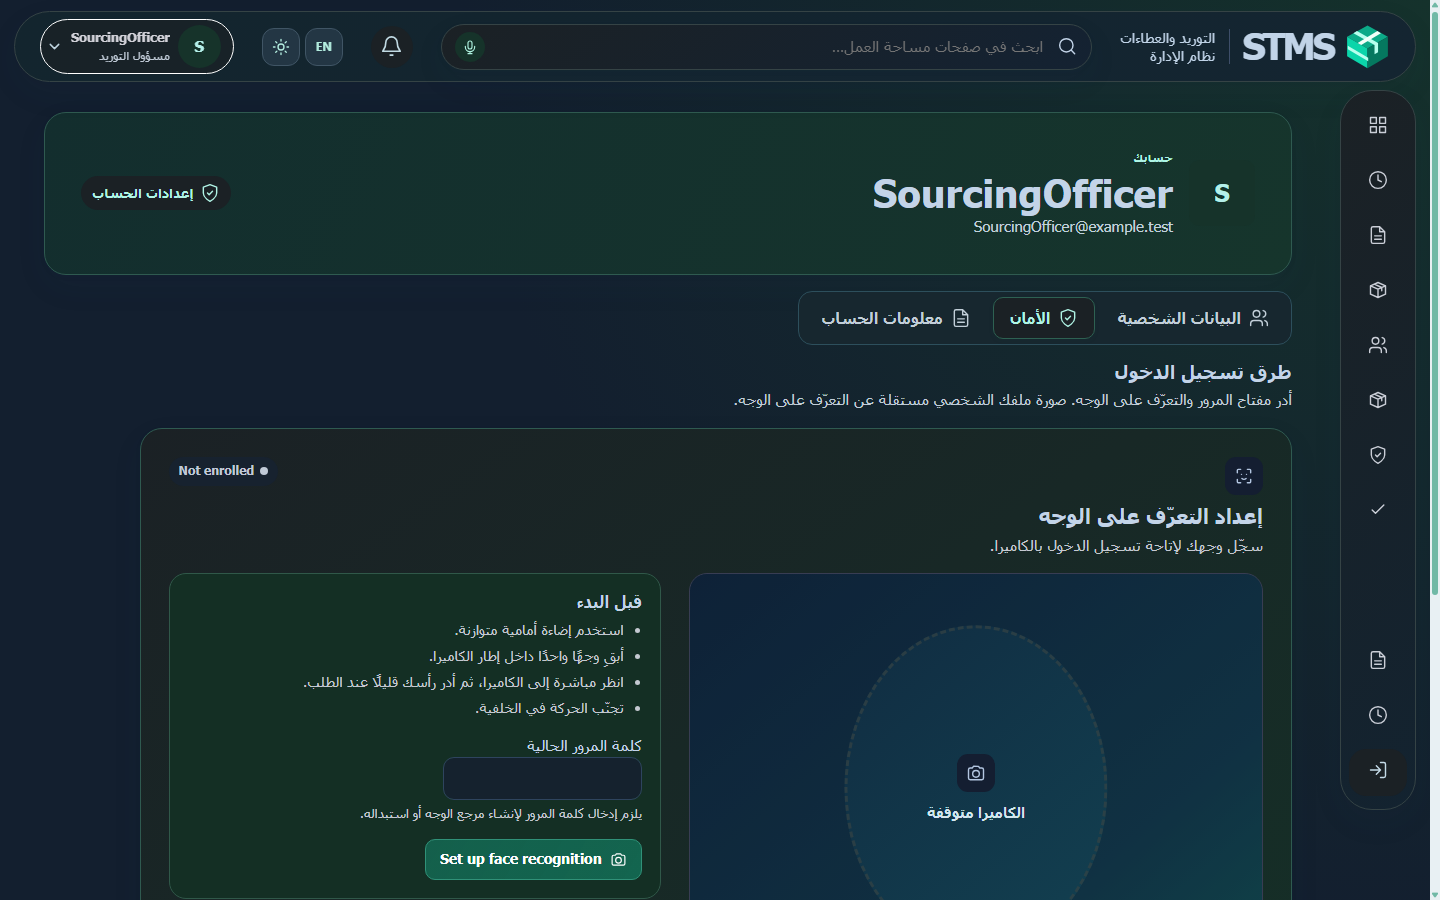 STMS
التوريد والعطاءات
نظام الإدارة
ابحث في صفحات مساحة العمل...
EN
S
SourcingOfficer
مسؤول التوريد
حسابك
S
SourcingOfficer
SourcingOfficer@example.test
إعدادات الحساب
البيانات الشخصية
الأمان
معلومات الحساب
طرق تسجيل الدخول
أدر مفتاح المرور والتعرّف على الوجه. صورة ملفك الشخصي مستقلة عن التعرّف على الوجه.
Not enrolled
إعداد التعرّف على الوجه
سجّل وجهك لإتاحة تسجيل الدخول بالكاميرا.
الكاميرا متوقفة
قبل البدء
استخدم إضاءة أمامية متوازنة.
أبقِ وجهًا واحدًا داخل إطار الكاميرا.
انظر مباشرة إلى الكاميرا، ثم أدر رأسك قليلًا عند الطلب.
تجنّب الحركة في الخلفية.
كلمة المرور الحالية
يلزم إدخال كلمة المرور لإنشاء مرجع الوجه أو استبداله.
Set up face recognition